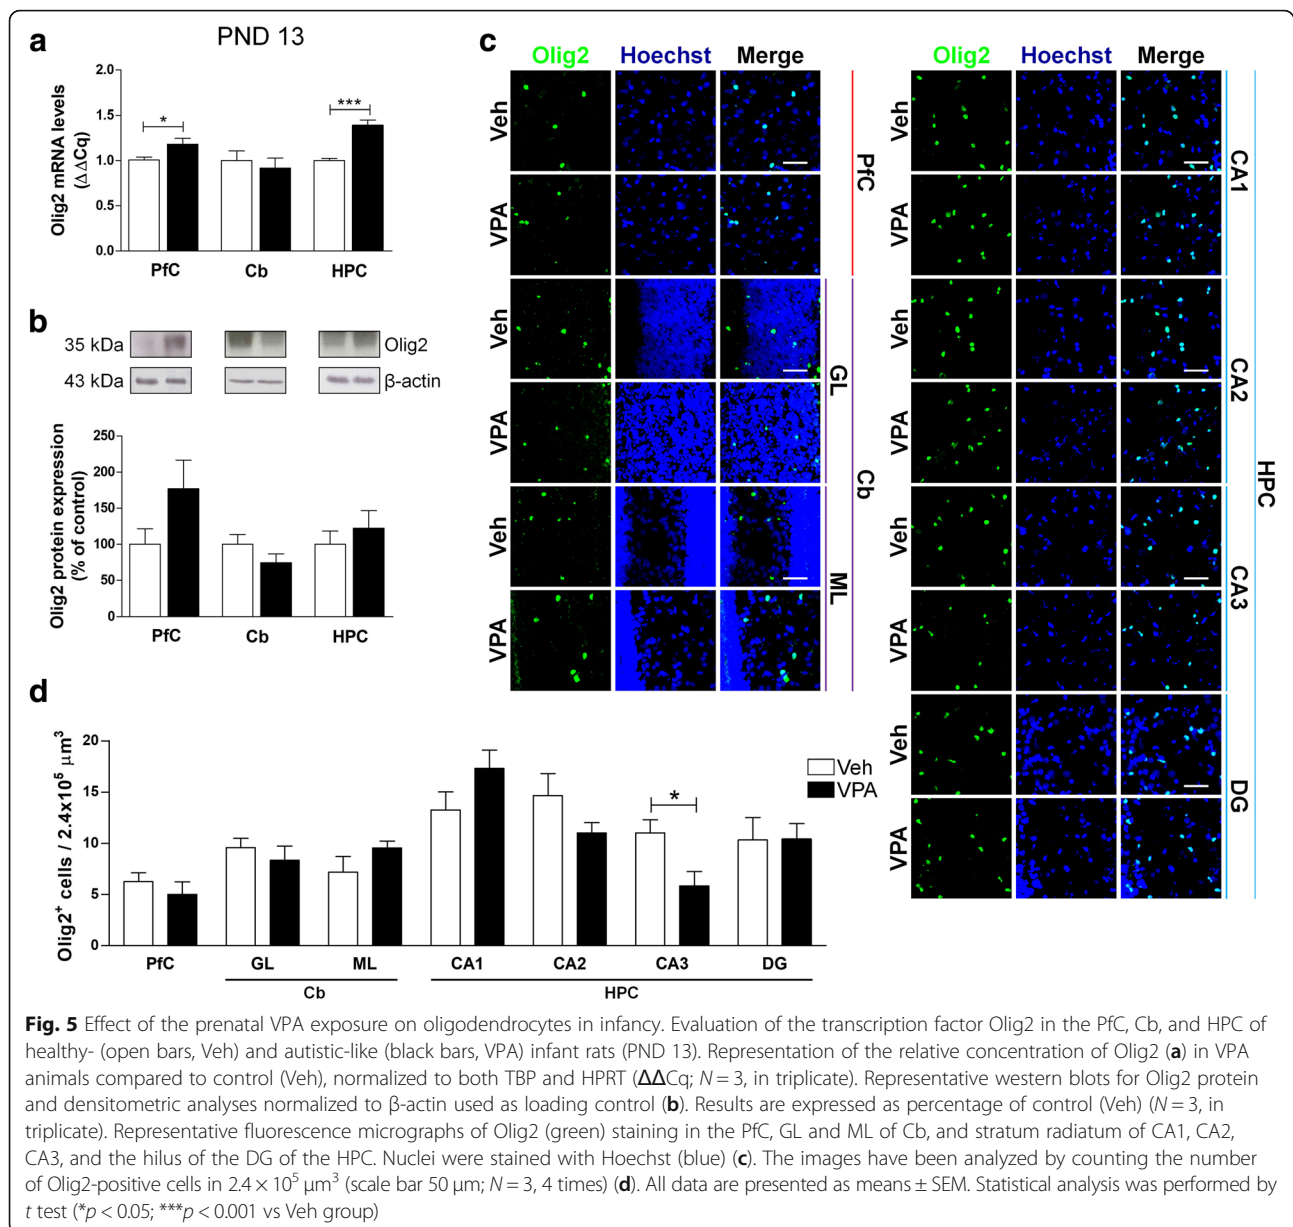 a
PND 13
Olig2 mRNA levels
(Δ ΔCq)
2.0
1.5
1.0
0.5
0.0
*
***
PfC Cb HPC
b
35 kDa
Olig2
43 kDa
β-actin
Olig2 protein expression
(% of control)
250
200
150
100
50
0
PfC Cb HPC
c
Olig2 Hoechst Merge
Veh
VPA
PfC
Veh
VPA
GL
Veh
VPA
ML
Cb
Olig2 Hoechst Merge
Veh
VPA
CA1
Veh
VPA
CA2
Veh
VPA
CA3
Veh
VPA
DG
HPC
d
Olig2⁺ cells / 2.4x10⁵ µm³
20
15
10
5
0
*
Veh
VPA
PfC GL ML CA1 CA2 CA3 DG
Cb HPC
Fig. 5 Effect of the prenatal VPA exposure on oligodendrocytes in infancy. Evaluation of the transcription factor Olig2 in the PfC, Cb, and HPC of
healthy- (open bars, Veh) and autistic-like (black bars, VPA) infant rats (PND 13). Representation of the relative concentration of Olig2 (a) in VPA
animals compared to control (Veh), normalized to both TBP and HPRT (ΔΔCq; N = 3, in triplicate). Representative western blots for Olig2 protein
and densitometric analyses normalized to β-actin used as loading control (b). Results are expressed as percentage of control (Veh) (N = 3, in
triplicate). Representative fluorescence micrographs of Olig2 (green) staining in the PfC, GL and ML of Cb, and stratum radiatum of CA1, CA2,
CA3, and the hilus of the DG of the HPC. Nuclei were stained with Hoechst (blue) (c). The images have been analyzed by counting the number
of Olig2-positive cells in 2.4 × 10⁵ µm³ (scale bar 50 µm; N = 3, 4 times) (d). All data are presented as means ± SEM. Statistical analysis was performed by
t test (*p < 0.05; ***p < 0.001 vs Veh group)